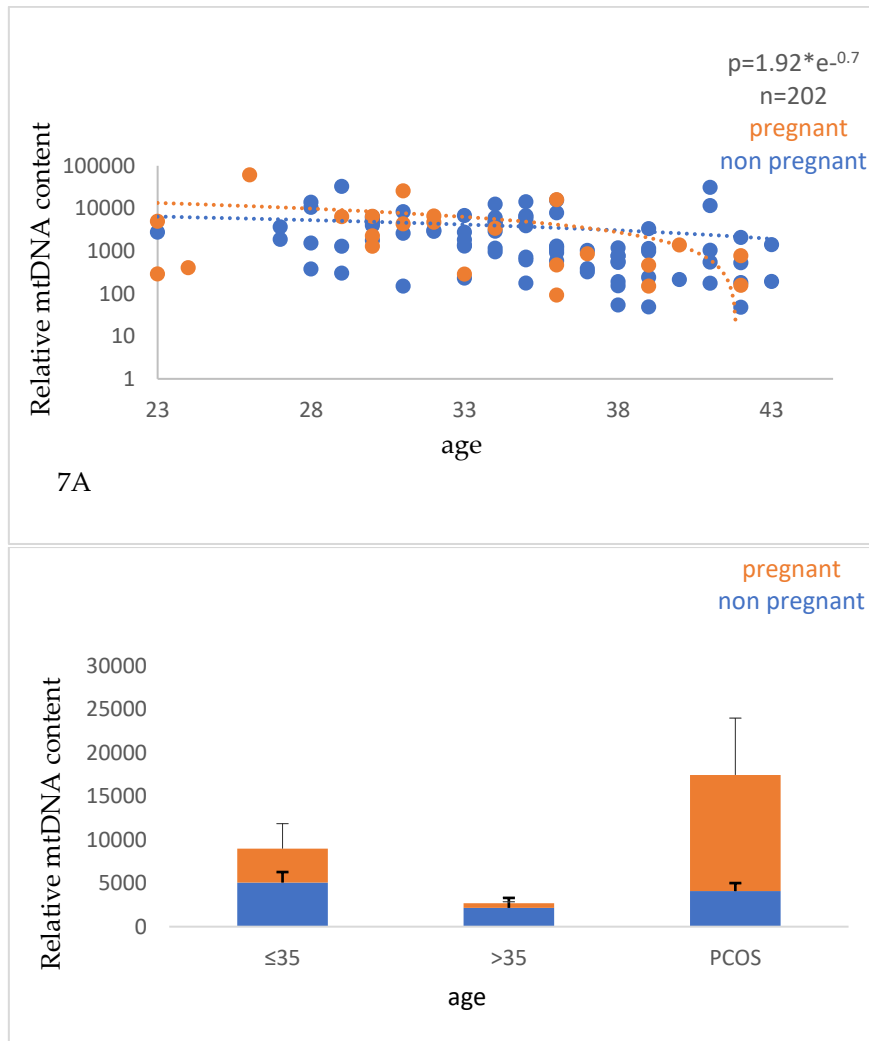 p=1.92*e-0.7
n=202
pregnant
non pregnant
Relative mtDNA content
100000
10000
1000
100
10
1
23 28 33 38 43
age
7A
pregnant
non pregnant
Relative mtDNA content
30000
25000
20000
15000
10000
5000
0
≤35 >35 PCOS
age